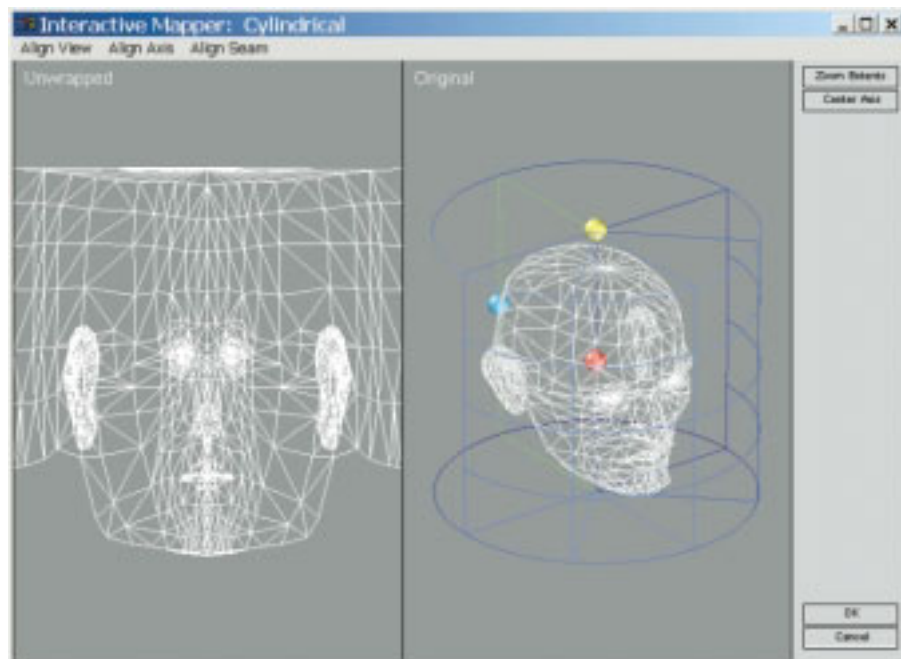 Interactive Mapper: Cylindrical
Align View Align Axis Align Seam
Unwrapped
Original
Zoom Extents
Center Axis
OK
Cancel